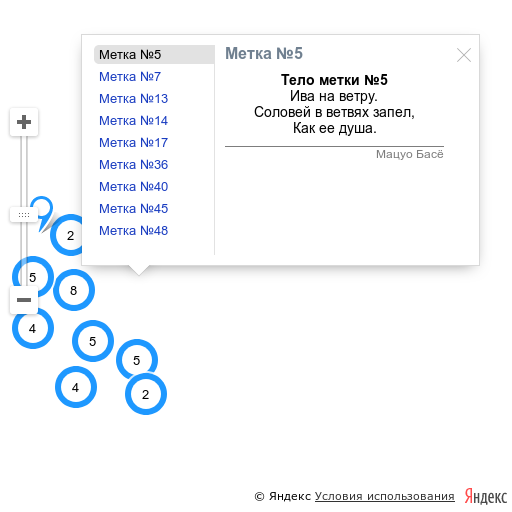 Метка №5
Метка №7
Метка №13
Метка №14
Метка №17
Метка №36
Метка №40
Метка №45
Метка №48
Метка №5
Тело метки №5
Ива на ветру.
Соловей в ветвях запел,
Как ее душа.
Мацуо Басё
2
5
8
4
5
5
4
2
© Яндекс Условия использования Яндекс